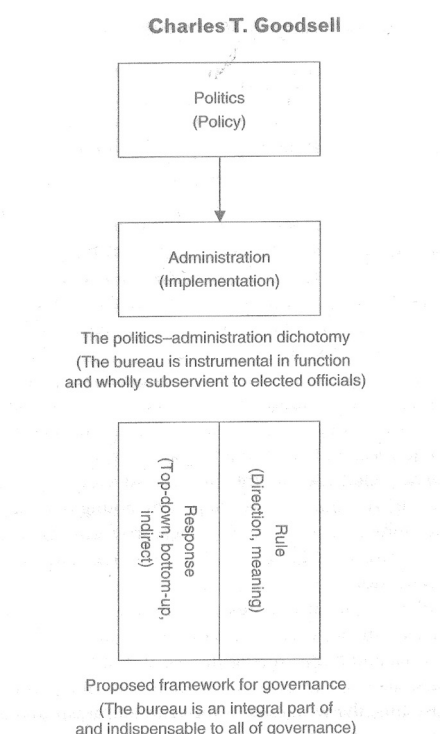 Charles T. Goodsell
Politics
(Policy)
Administration
(Implementation)
The politics–administration dichotomy
(The bureau is instrumental in function
and wholly subservient to elected officials)
Response
(Top-down, bottom-up,
indirect)
Rule
(Direction, meaning)
Proposed framework for governance
(The bureau is an integral part of
and indispensable to all of governance)